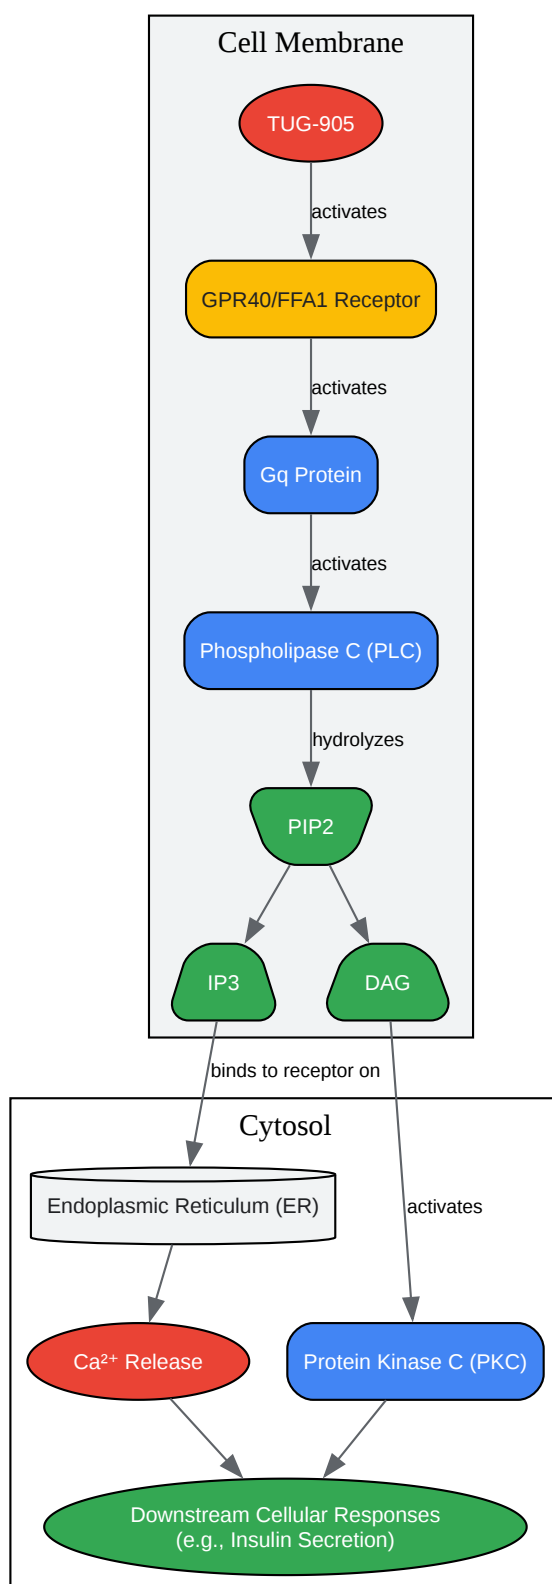 Cell Membrane
TUG-905
activates
GPR40/FFA1 Receptor
activates
Gq Protein
activates
Phospholipase C (PLC)
hydrolyzes
PIP2
IP3
DAG
binds to receptor on
Cytosol
Endoplasmic Reticulum (ER)
activates
Ca²⁺ Release
Protein Kinase C (PKC)
Downstream Cellular Responses
(e.g., Insulin Secretion)